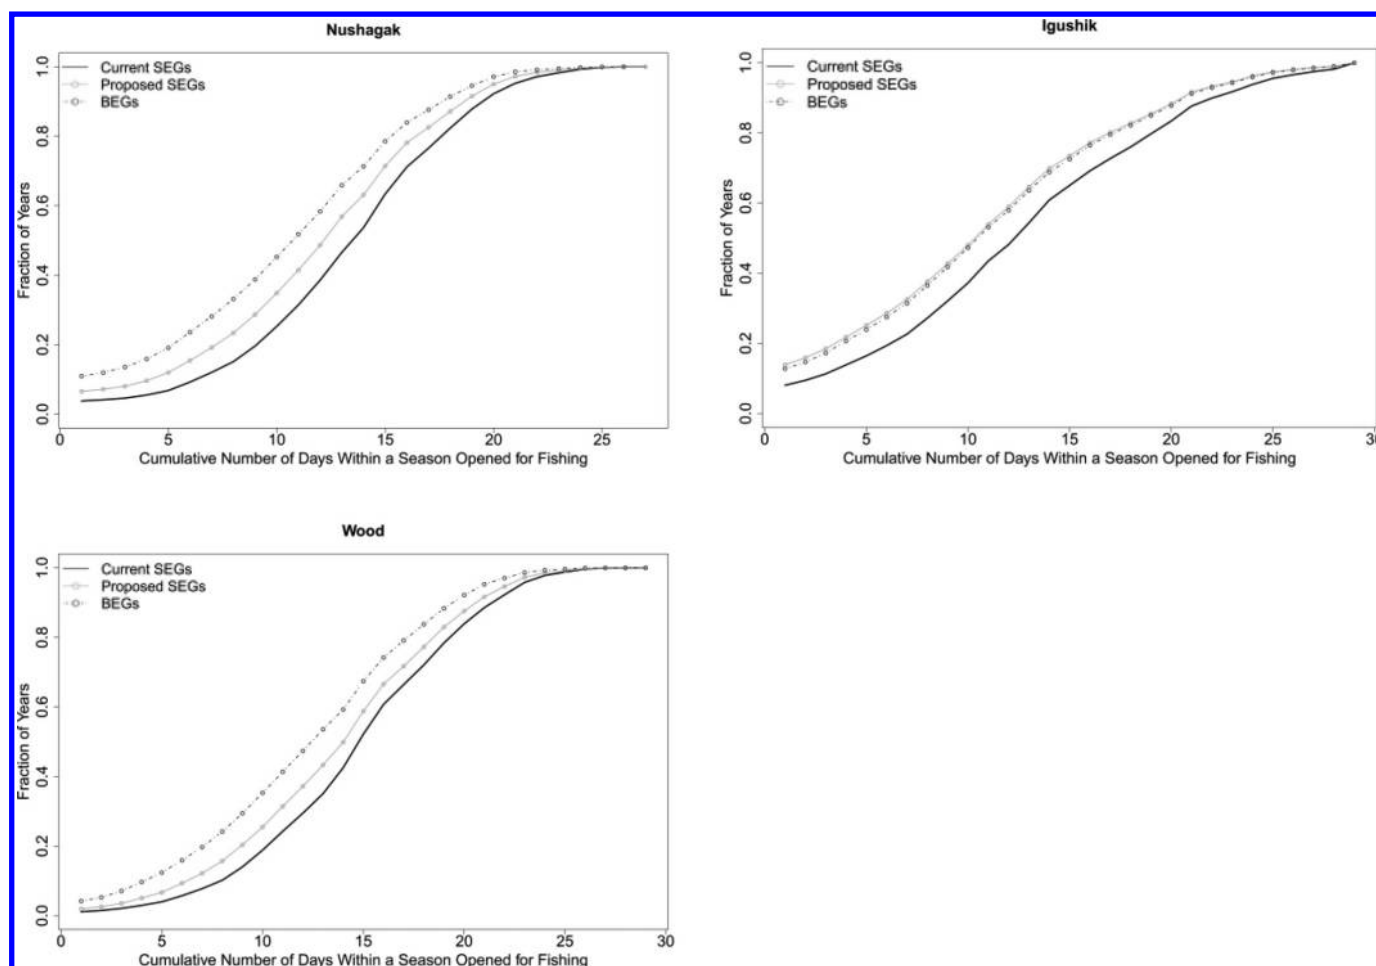 Nushagak
Current SEGs
Proposed SEGs
BEGs
Fraction of Years
0.0 0.2 0.4 0.6 0.8 1.0
0 5 10 15 20 25
Cumulative Number of Days Within a Season Opened for Fishing
Igushik
Current SEGs
Proposed SEGs
BEGs
Fraction of Years
0.0 0.2 0.4 0.6 0.8 1.0
0 5 10 15 20 25 30
Cumulative Number of Days Within a Season Opened for Fishing
Wood
Current SEGs
Proposed SEGs
BEGs
Fraction of Years
0.0 0.2 0.4 0.6 0.8 1.0
0 5 10 15 20 25 30
Cumulative Number of Days Within a Season Opened for Fishing